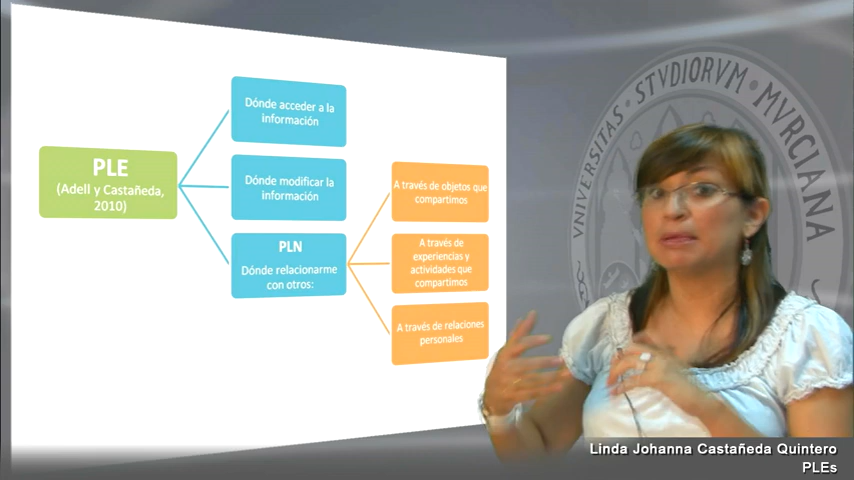 PLE
(Adell y Castañeda,
2010)
Dónde acceder a la
información
Dónde modificar la
información
PLN
Dónde relacionarme
con otros:
A través de objetos que
compartimos
A través de
experiencias y
actividades que
compartimos
A través de relaciones
personales
VNIVERSITAS · STVDIORVM · MVRCIANA
Linda Johanna Castañeda Quintero
PLEs